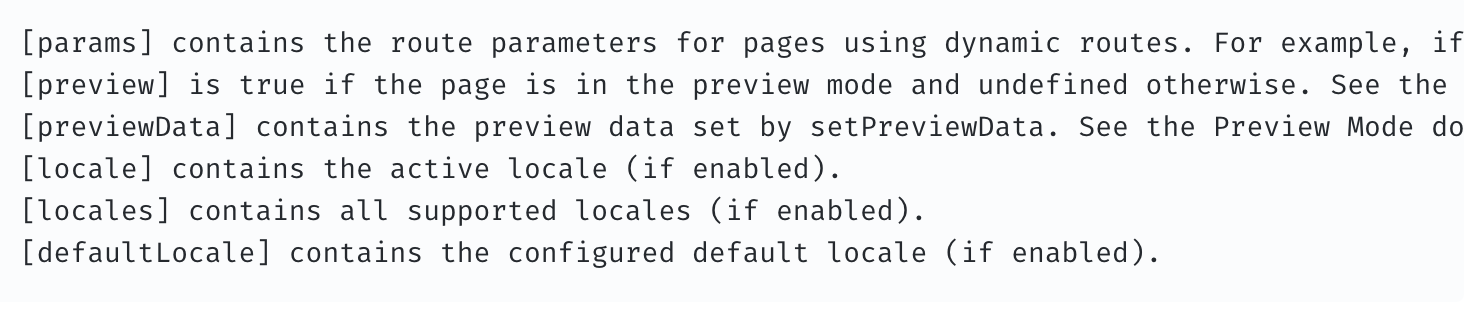 [params] contains the route parameters for pages using dynamic routes. For example, if
[preview] is true if the page is in the preview mode and undefined otherwise. See the
[previewData] contains the preview data set by setPreviewData. See the Preview Mode do
[locale] contains the active locale (if enabled).
[locales] contains all supported locales (if enabled).
[defaultLocale] contains the configured default locale (if enabled).